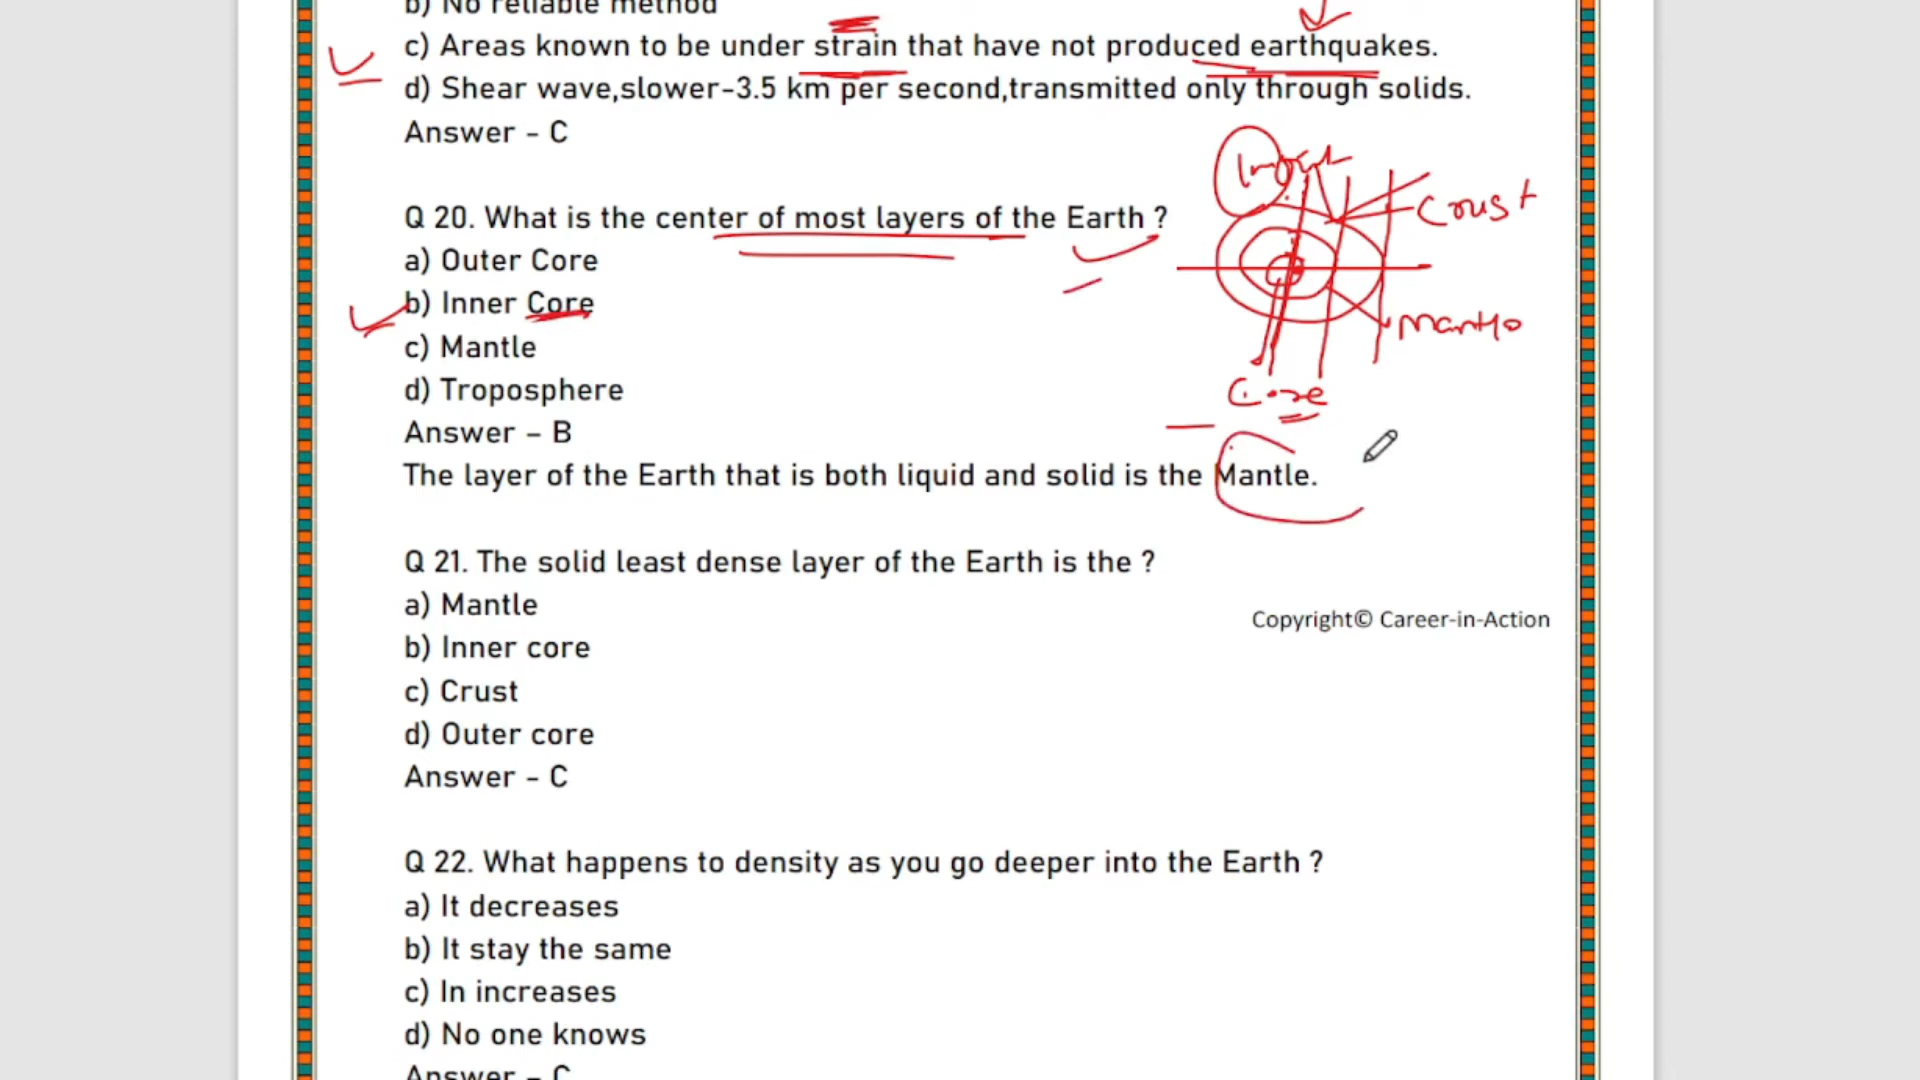 b) No reliable method
c) Areas known to be under strain that have not produced earthquakes.
d) Shear wave,slower-3.5 km per second,transmitted only through solids.
Answer - C
Q 20. What is the center of most layers of the Earth ?
Crust
a) Outer Core
b) Inner Core
Mantle
c) Mantle
d) Troposphere
Core
Answer – B
The layer of the Earth that is both liquid and solid is the Mantle.
Q 21. The solid least dense layer of the Earth is the ?
a) Mantle
Copyright© Career-in-Action
b) Inner core
c) Crust
d) Outer core
Answer - C
Q 22. What happens to density as you go deeper into the Earth ?
a) It decreases
b) It stay the same
c) In increases
d) No one knows
Answer - C